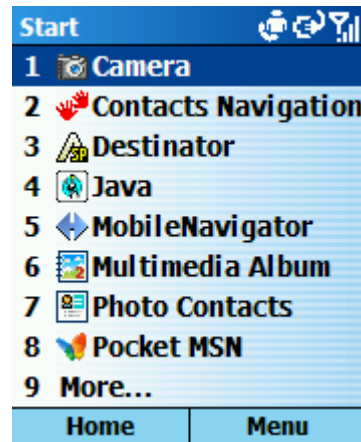 Start
1 Camera
2 Contacts Navigation
3 Destinator
4 Java
5 MobileNavigator
6 Multimedia Album
7 Photo Contacts
8 Pocket MSN
9 More...
Home Menu